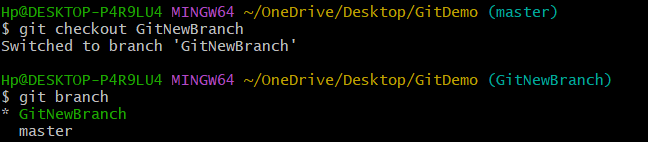 Hp@DESKTOP-P4R9LU4 MINGW64 ~/OneDrive/Desktop/GitDemo (master)
$ git checkout GitNewBranch
Switched to branch 'GitNewBranch'
Hp@DESKTOP-P4R9LU4 MINGW64 ~/OneDrive/Desktop/GitDemo (GitNewBranch)
$ git branch
* GitNewBranch
  master